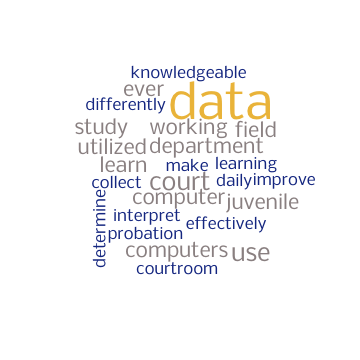 knowledgeable
ever
data
differently
study
working
field
utilized
department
learn
make
learning
collect
court
daily
improve
computer
juvenile
determine
interpret
effectively
probation
computers
use
courtroom